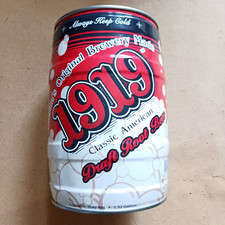 Always Keep Cold
Original Brewery Made
1919
Classic American
Draft Root Beer